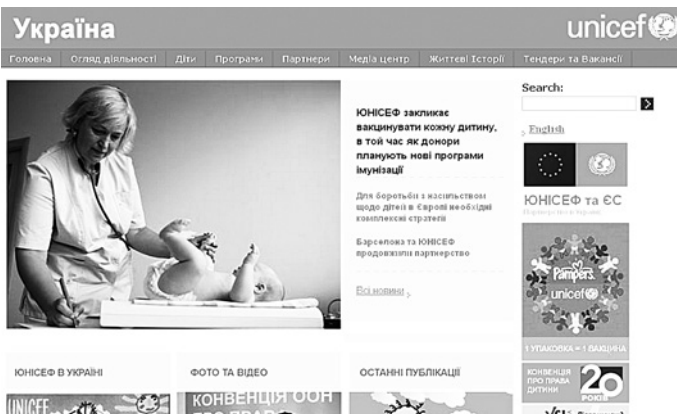 Україна
unicef
Головна
Огляд діяльності
Діти
Програми
Партнери
Медіа центр
Життєві Історії
Тендери та Вакансії
ЮНІСЕФ закликає
вакцинувати кожну дитину,
в той час як донори
планують нові програми
імунізації
Для боротьби з насильством
щодо дітей в Європі необхідні
комплексні стратегії
Барселона та ЮНІСЕФ
продовжили партнерство
Всі новини
Search:
English
ЮНІСЕФ та ЄС
Pampers.
unicef
1 УПАКОВКА = 1 ВАКЦИНА
КОНВЕНЦІЯ
ПРО ПРАВА
ДИТИНИ
20
РОКІВ
ЮНІСЕФ В УКРАЇНІ
ФОТО ТА ВІДЕО
ОСТАННІ ПУБЛІКАЦІЇ
UNICEF
КОНВЕНЦІЯ ООН
ПРО ПРАВА